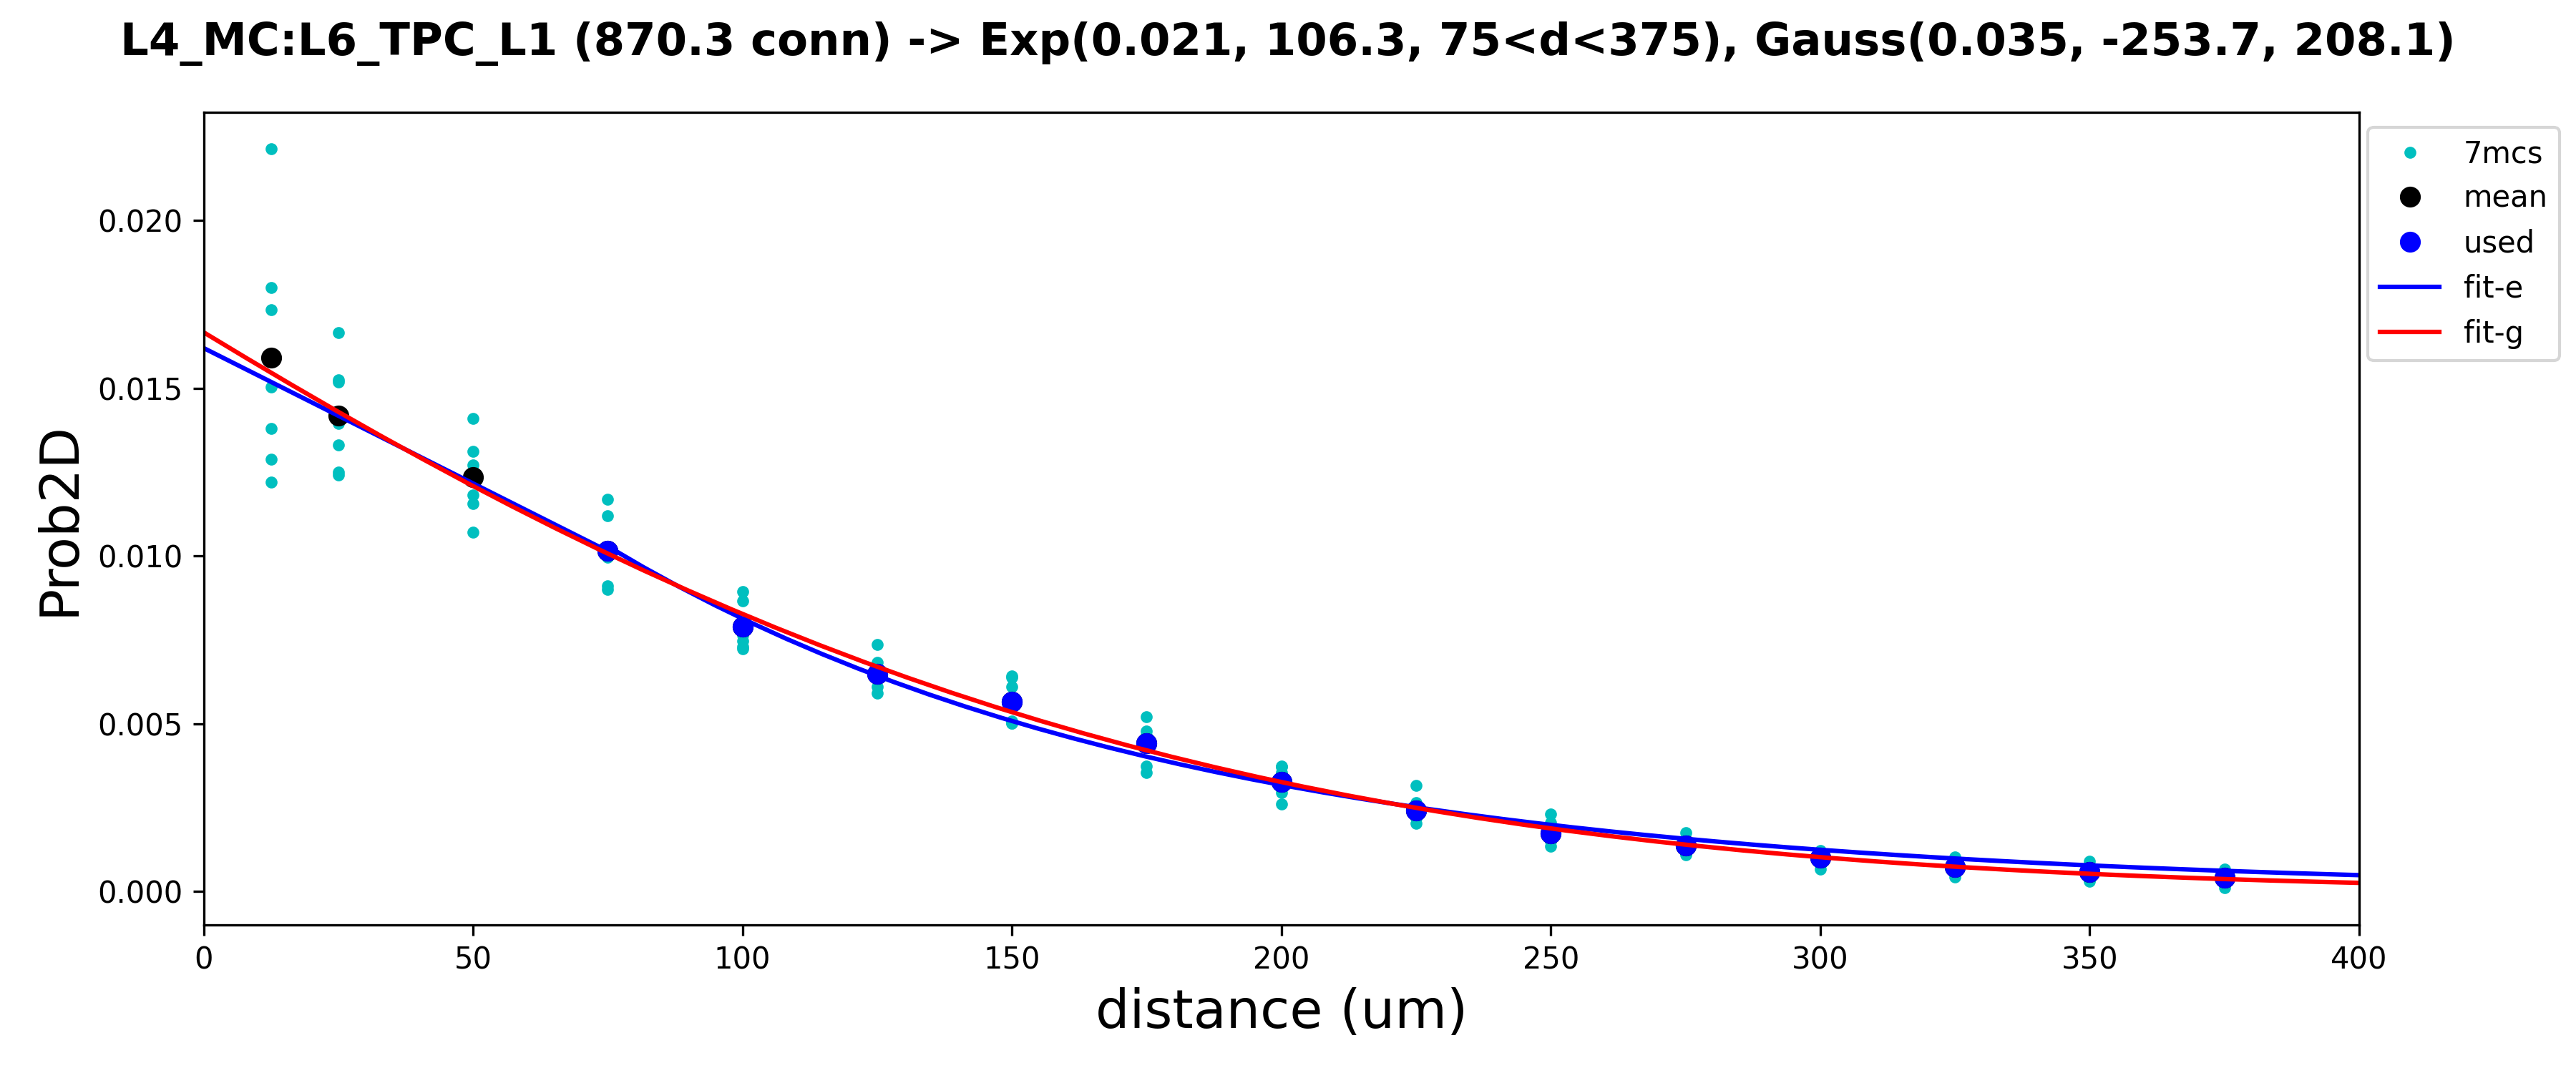 L4_MC:L6_TPC_L1 (870.3 conn) -> Exp(0.021, 106.3, 75<d<375), Gauss(0.035, -253.7, 208.1)
7mcs
mean
used
fit-e
fit-g
0.020
0.015
0.010
0.005
0.000
Prob2D
0 50 100 150 200 250 300 350 400
distance (um)